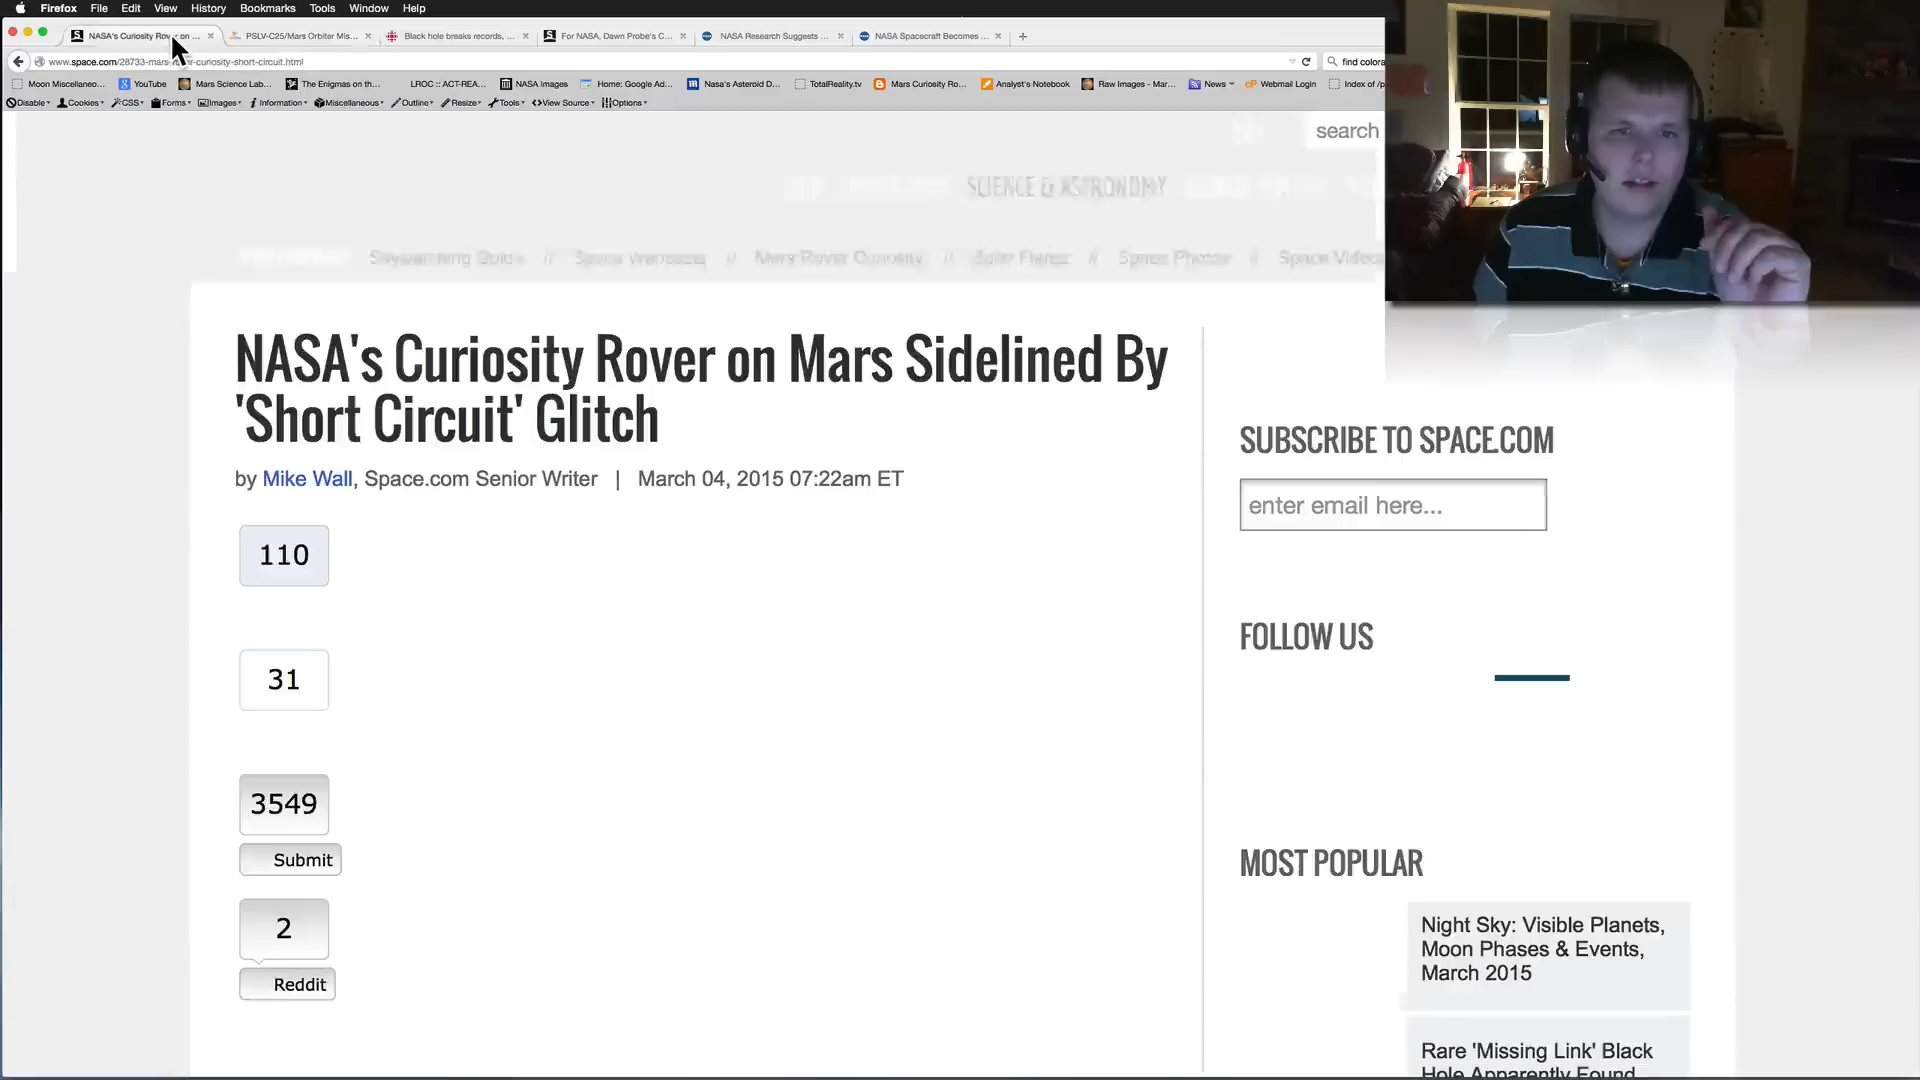 Firefox File Edit View History Bookmarks Tools Window Help
NASA's Curiosity Rover on ... PSLV-C25/Mars Orbiter Mis... Black hole breaks records, ... For NASA, Dawn Probe's C... NASA Research Suggests ... NASA Spacecraft Becomes ...
www.space.com/28733-mars-rover-curiosity-short-circuit.html find colora
Moon Miscellaneo... YouTube Mars Science Lab... The Enigmas on th... LROC :: ACT-REA... NASA Images Home: Google Ad... Nasa's Asteroid D... TotalReality.tv Mars Curiosity Ro... Analyst's Notebook Raw Images - Mar... News Webmail Login Index of /p
Disable Cookies CSS Forms Images Information Miscellaneous Outline Resize Tools View Source Options
search
SCIENCE & ASTRONOMY
Skywatching Guide // Space Webcasts // Mars Rover Curiosity // Solar Flares // Space Photos // Space Videos
NASA's Curiosity Rover on Mars Sidelined By
'Short Circuit' Glitch
by Mike Wall, Space.com Senior Writer | March 04, 2015 07:22am ET
110
31
3549
Submit
2
Reddit
SUBSCRIBE TO SPACE.COM
enter email here...
FOLLOW US
MOST POPULAR
Night Sky: Visible Planets,
Moon Phases & Events,
March 2015
Rare 'Missing Link' Black
Hole Apparently Found